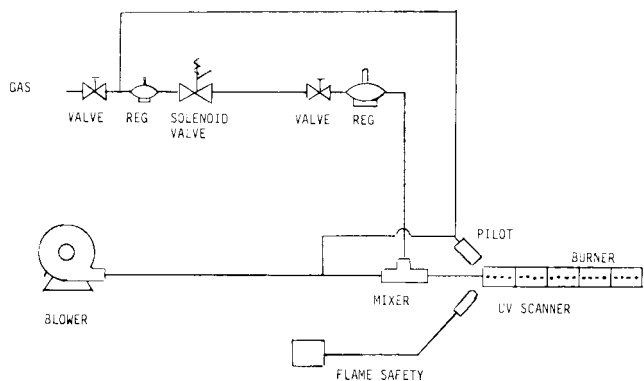 GAS
VALVE
REG
SOLENOID
VALVE
VALVE
REG
PILOT
BURNER
BLOWER
MIXER
UV SCANNER
FLAME SAFETY